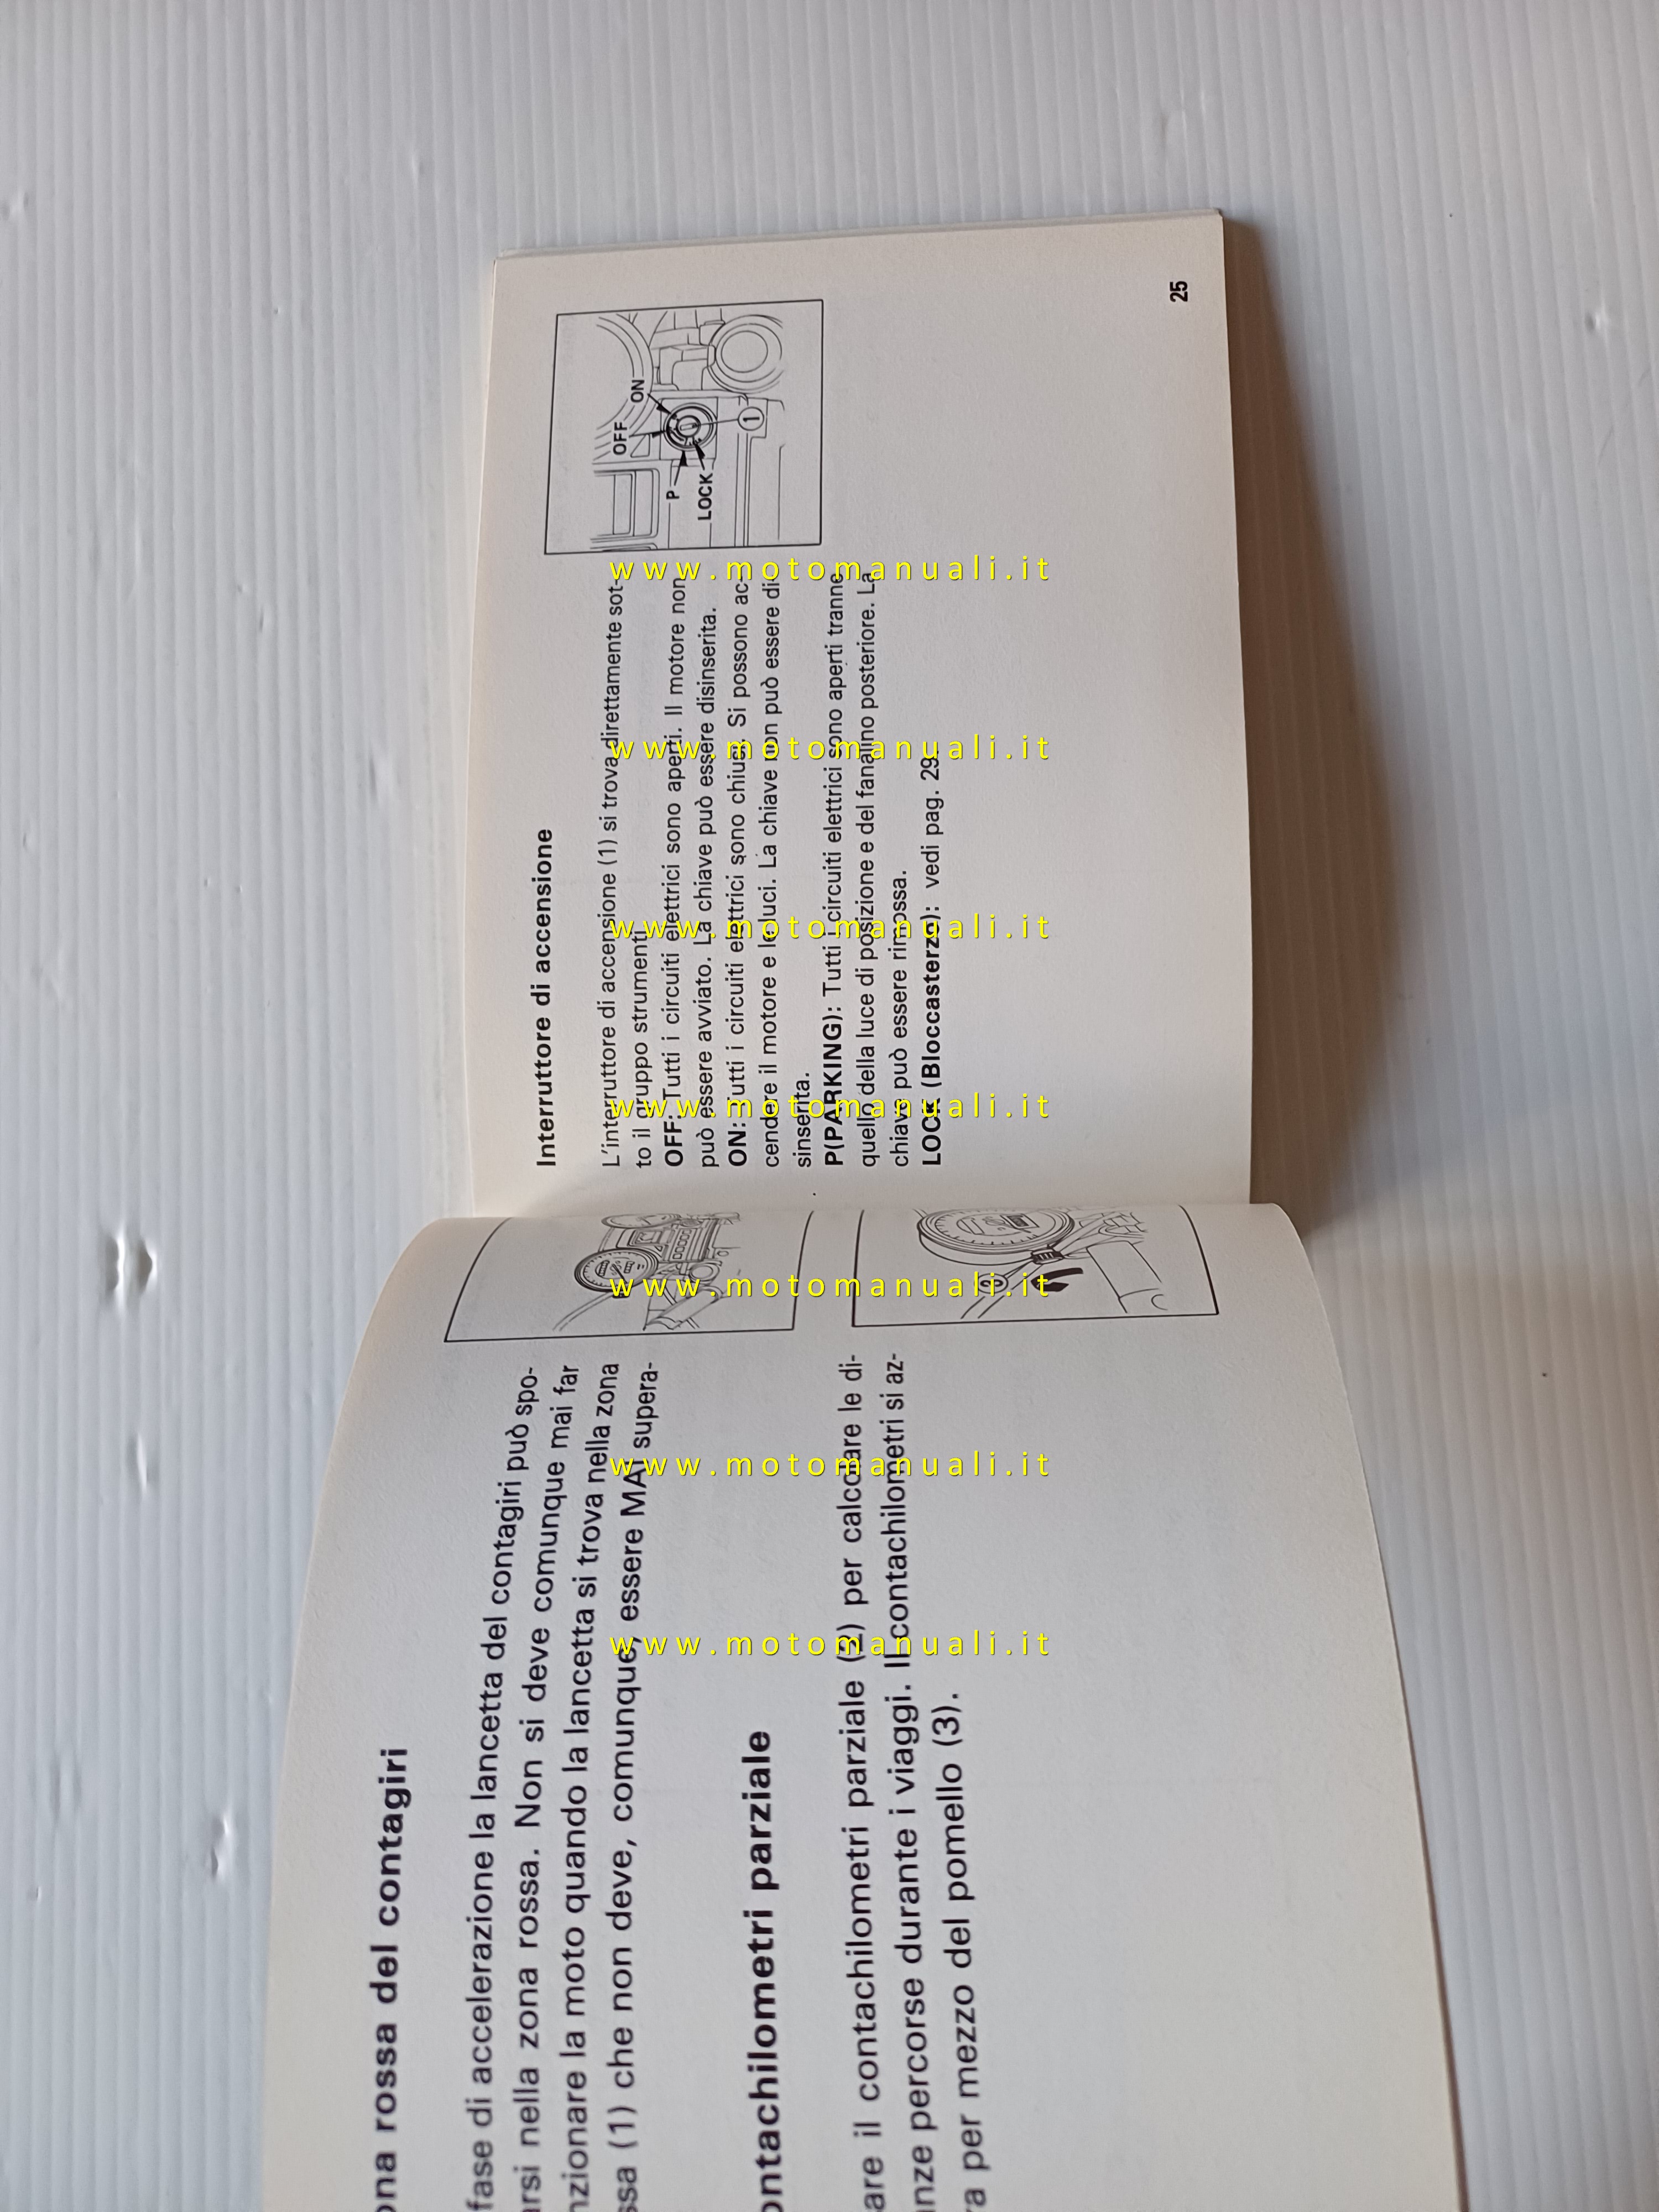 ona rossa del contagiri
fase di accelerazione la lancetta del contagiri può spo-
arsi nella zona rossa. Non si deve comunque mai far
nzionare la moto quando la lancetta si trova nella zona
ssa (1) che non deve, comunque, essere MAI supera-
ontachilometri parziale
are il contachilometri parziale (2) per calcolare le di-
anze percorse durante i viaggi. Il contachilometri si az-
ra per mezzo del pomello (3).
Interruttore di accensione
L'interruttore di accensione (1) si trova direttamente sot-
to il gruppo strumenti.
OFF: Tutti i circuiti elettrici sono aperti. Il motore non
può essere avviato. La chiave può essere disinserita.
ON: Tutti i circuiti elettrici sono chiusi. Si possono ac-
cendere il motore e le luci. La chiave non può essere di-
sinserita.
P(PARKING): Tutti i circuiti elettrici sono aperti tranne
quello della luce di posizione e del fanalino posteriore. La
chiave può essere rimossa.
LOCK (Bloccasterzo): vedi pag. 29.
OFF
ON
P
LOCK
1
25
www.motomanuali.it
www.motomanuali.it
www.motomanuali.it
www.motomanuali.it
www.motomanuali.it
www.motomanuali.it
www.motomanuali.it